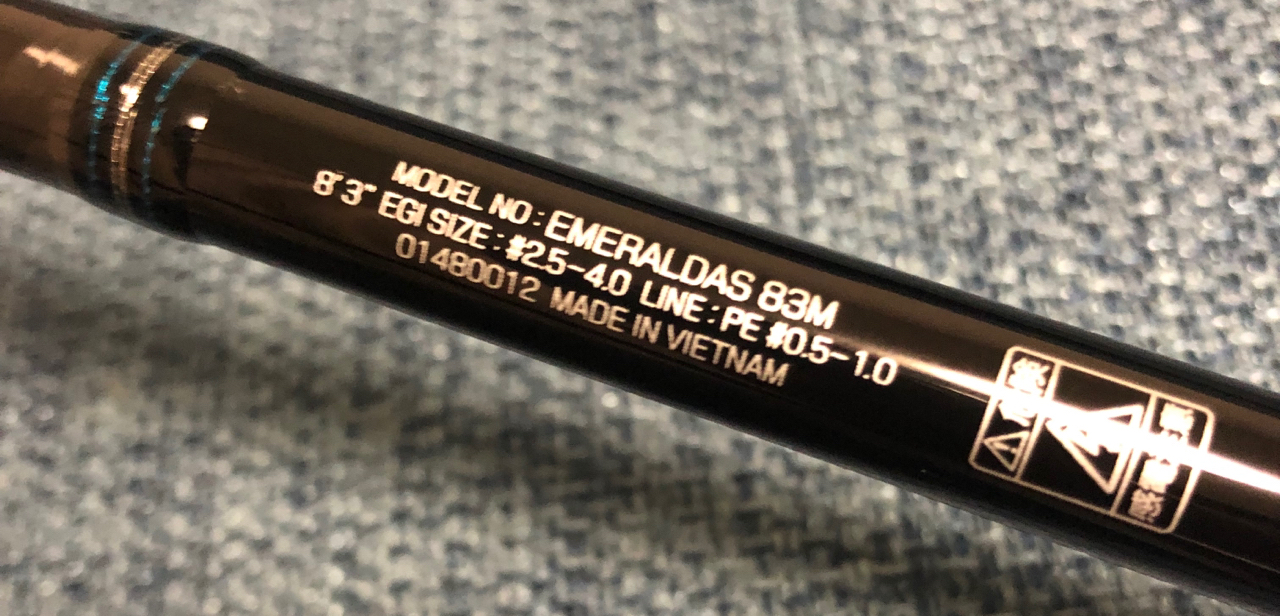 MODEL NO : EMERALDAS 83M
8'3" EGI SIZE : #2.5-4.0 LINE : PE #0.5-1.0
01480012 MADE IN VIETNAM